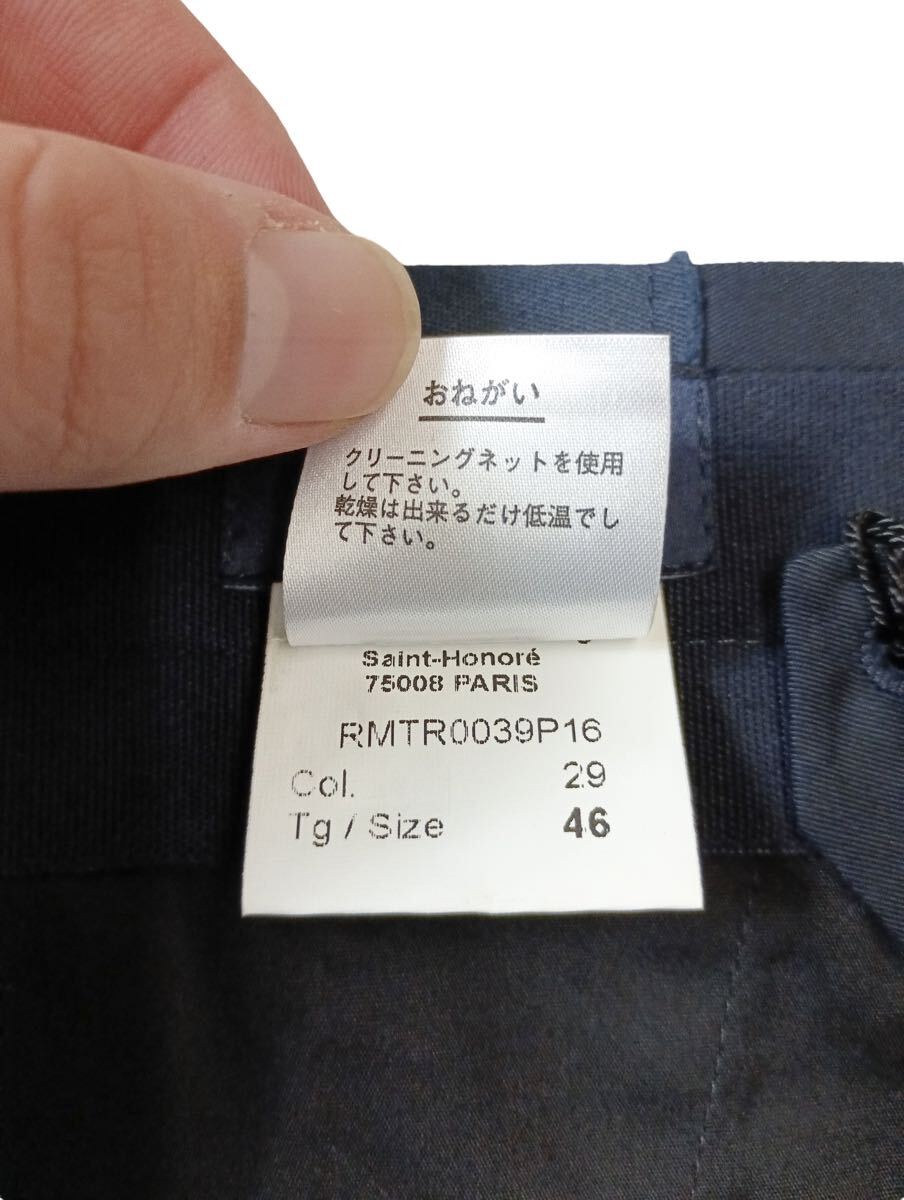 おねがい
クリーニングネットを使用
して下さい。
乾燥は出来るだけ低温でし
て下さい。
Saint-Honoré
75008 PARIS
RMTR0039P16
Col. 29
Tg / Size 46